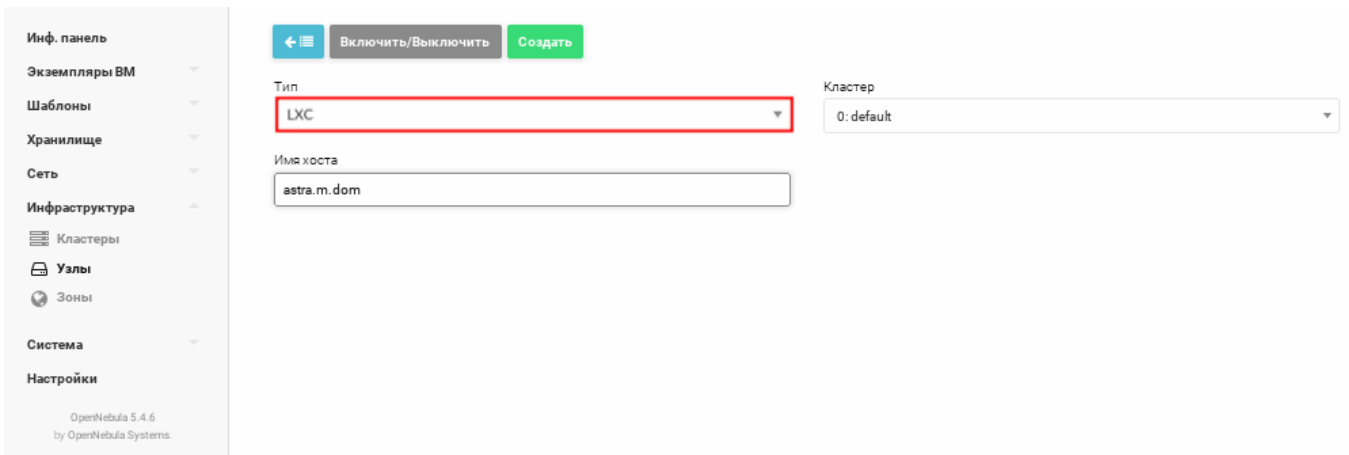 Инф. панель
Экземпляры ВМ
Шаблоны
Хранилище
Сеть
Инфраструктура
Кластеры
Узлы
Зоны
Система
Настройки
OpenNebula 5.4.6
by OpenNebula Systems.
Включить/Выключить
Создать
Тип
LXC
Кластер
0: default
Имя хоста
astra.m.dom